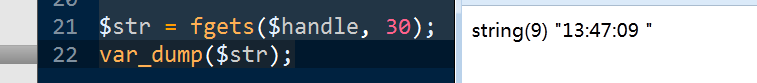 21 $str = fgets($handle, 30);
22 var_dump($str);
string(9) "13:47:09 "